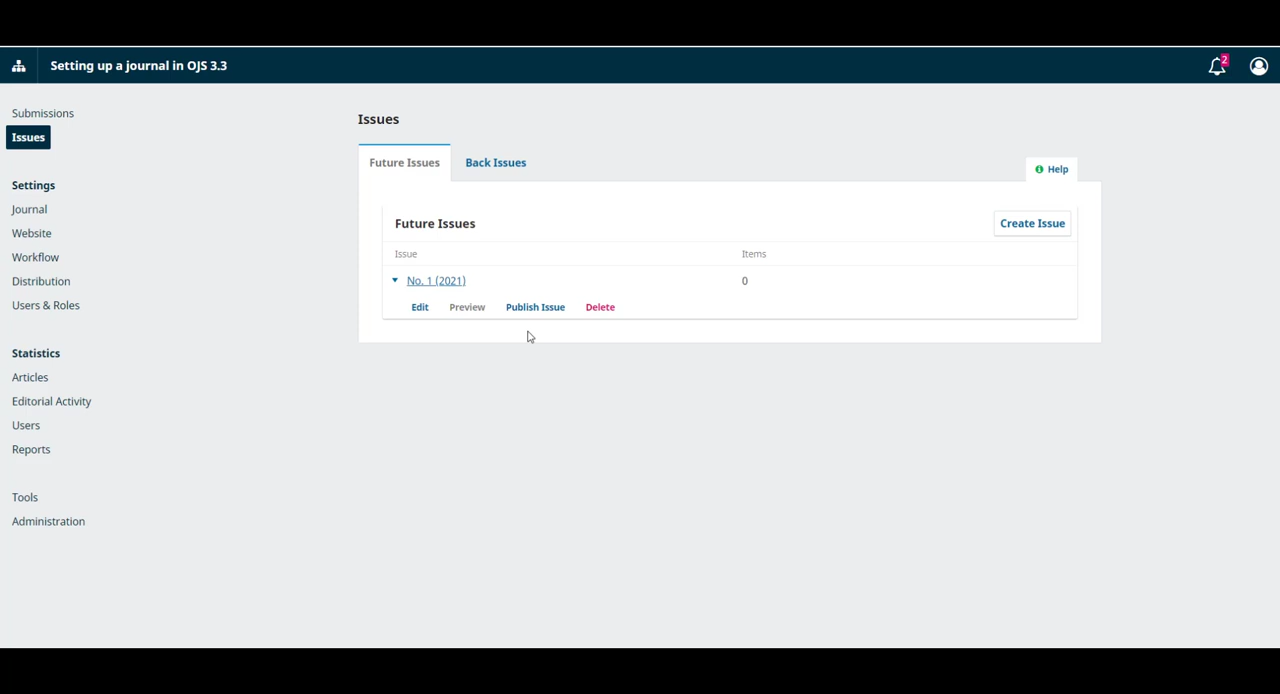 Setting up a journal in OJS 3.3
2
Submissions
Issues
Settings
Journal
Website
Workflow
Distribution
Users & Roles
Statistics
Articles
Editorial Activity
Users
Reports
Tools
Administration
Issues
Future Issues
Back Issues
Help
Future Issues
Create Issue
Issue
Items
No. 1 (2021)
0
Edit
Preview
Publish Issue
Delete